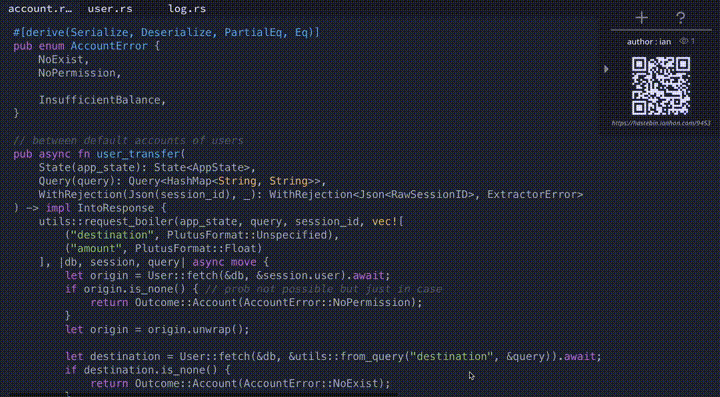 account.r… user.rs log.rs
+ ?
author : ian 1
https://hastebin.ianhon.com/9453
#[derive(Serialize, Deserialize, PartialEq, Eq)]
pub enum AccountError {
    NoExist,
    NoPermission,

    InsufficientBalance,
}

// between default accounts of users
pub async fn user_transfer(
    State(app_state): State<AppState>,
    Query(query): Query<HashMap<String, String>>,
    WithRejection(Json(session_id), _): WithRejection<Json<RawSessionID>, ExtractorError>
) -> impl IntoResponse {
    utils::request_boiler(app_state, query, session_id, vec![
        ("destination", PlutusFormat::Unspecified),
        ("amount", PlutusFormat::Float)
    ], |db, session, query| async move {
        let origin = User::fetch(&db, &session.user).await;
        if origin.is_none() { // prob not possible but just in case
            return Outcome::Account(AccountError::NoPermission);
        }
        let origin = origin.unwrap();

        let destination = User::fetch(&db, &utils::from_query("destination", &query)).await;
        if destination.is_none() {
            return Outcome::Account(AccountError::NoExist);
        }